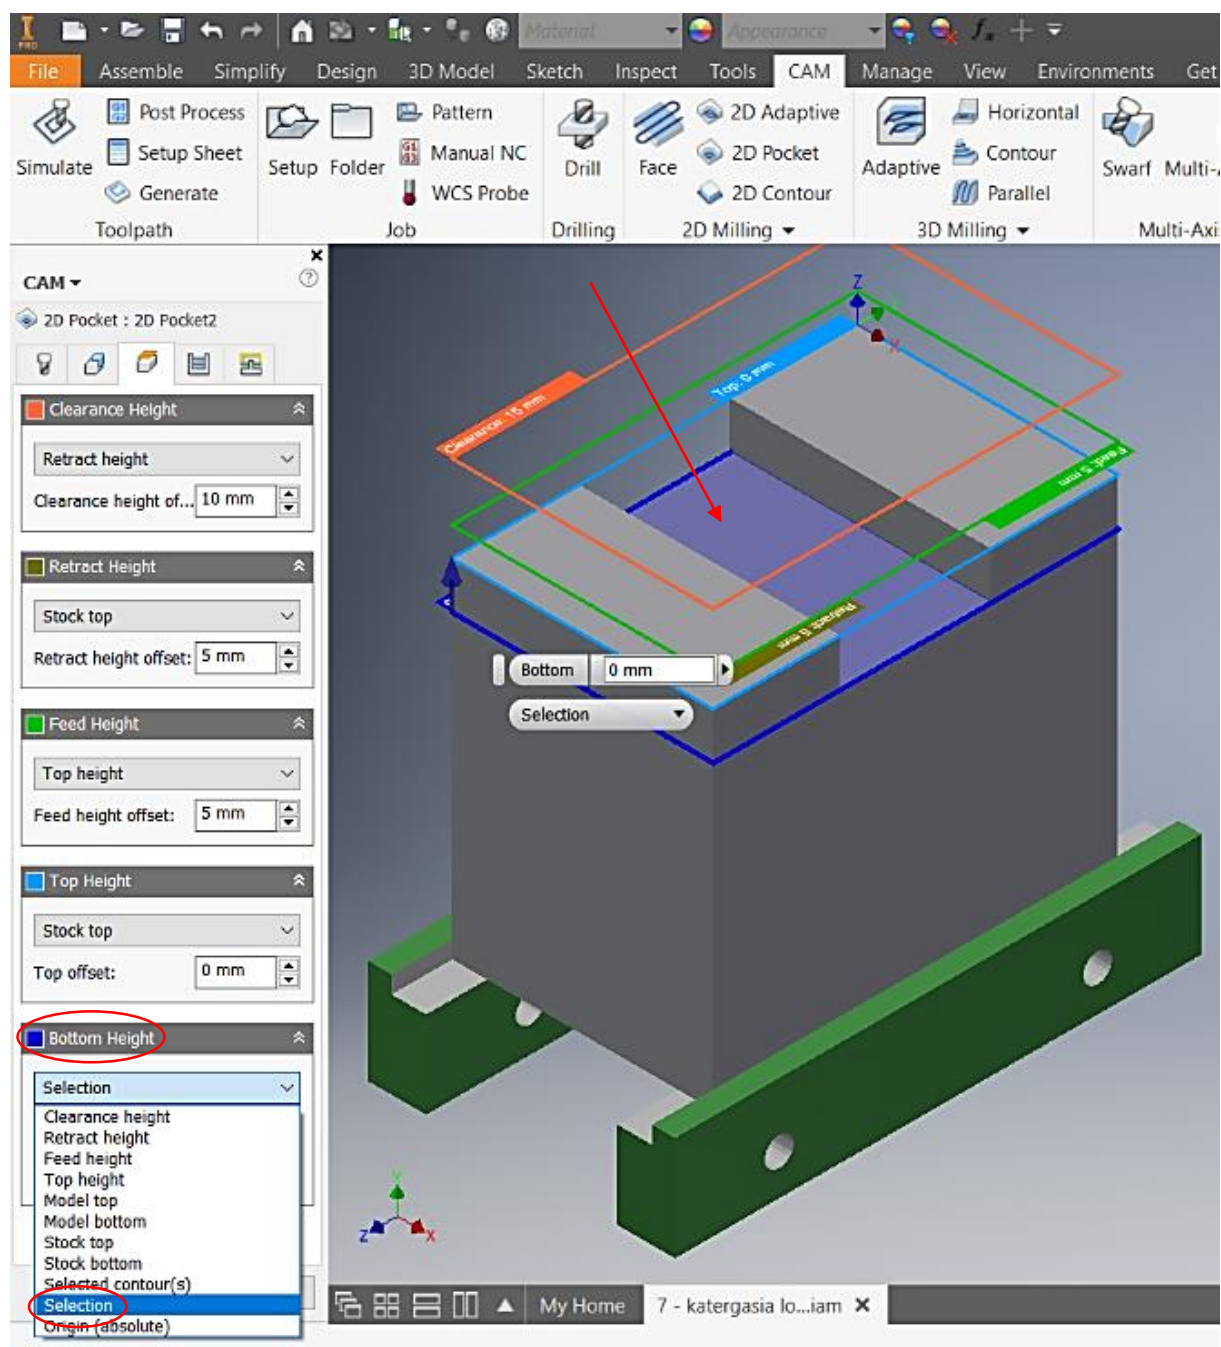 PRO
Material
Appearance
File Assemble Simplify Design 3D Model Sketch Inspect Tools CAM Manage View Environments Get
Simulate
Post Process
Setup Sheet
Generate
Setup Folder
Pattern
Manual NC
WCS Probe
Drill
Face
2D Adaptive
2D Pocket
2D Contour
Adaptive
Horizontal
Contour
Parallel
Swarf Multi-
Toolpath Job Drilling 2D Milling 3D Milling Multi-Axi
CAM
2D Pocket : 2D Pocket2
Clearance Height
Retract height
Clearance height of... 10 mm
Retract Height
Stock top
Retract height offset: 5 mm
Feed Height
Top height
Feed height offset: 5 mm
Top Height
Stock top
Top offset: 0 mm
Bottom Height
Selection
Clearance height
Retract height
Feed height
Top height
Model top
Model bottom
Stock top
Stock bottom
Selected contour(s)
Selection
Origin (absolute)
Z
X
Top: 0 mm
Clearance: 15 mm
Feed: 5 mm
Retract: 5 mm
Bottom 0 mm
Selection
Y
Z X
My Home 7 - katergasia lo...iam